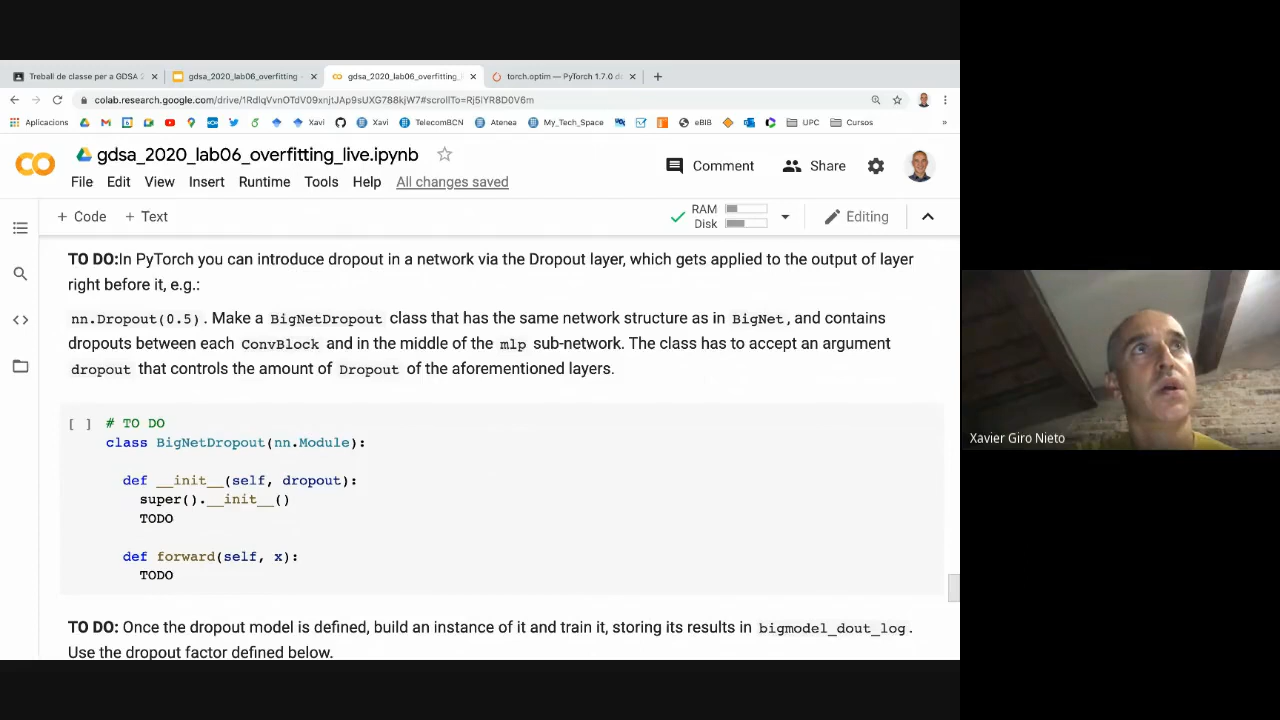 Treball de classe per a GDSA 2
gdsa_2020_lab06_overfitting
gdsa_2020_lab06_overfitting_
torch.optim — PyTorch 1.7.0 d
colab.research.google.com/drive/1RdlqVvnOTdV09xnjtJAp9sUXG788kjW7#scrollTo=Rj5lYR8D0V6m
Aplicacions
Xavi
Xavi
TelecomBCN
Atenea
My_Tech_Space
eBIB
UPC
Cursos
»
gdsa_2020_lab06_overfitting_live.ipynb
Comment
Share
File Edit View Insert Runtime Tools Help All changes saved
+ Code + Text
RAM
Disk
Editing
TO DO:In PyTorch you can introduce dropout in a network via the Dropout layer, which gets applied to the output of layer
right before it, e.g.:
nn.Dropout(0.5). Make a BigNetDropout class that has the same network structure as in BigNet, and contains
dropouts between each ConvBlock and in the middle of the mlp sub-network. The class has to accept an argument
dropout that controls the amount of Dropout of the aforementioned layers.
[ ] # TO DO
class BigNetDropout(nn.Module):
def __init__(self, dropout):
super().__init__()
TODO
def forward(self, x):
TODO
TO DO: Once the dropout model is defined, build an instance of it and train it, storing its results in bigmodel_dout_log.
Use the dropout factor defined below.
Xavier Giro Nieto